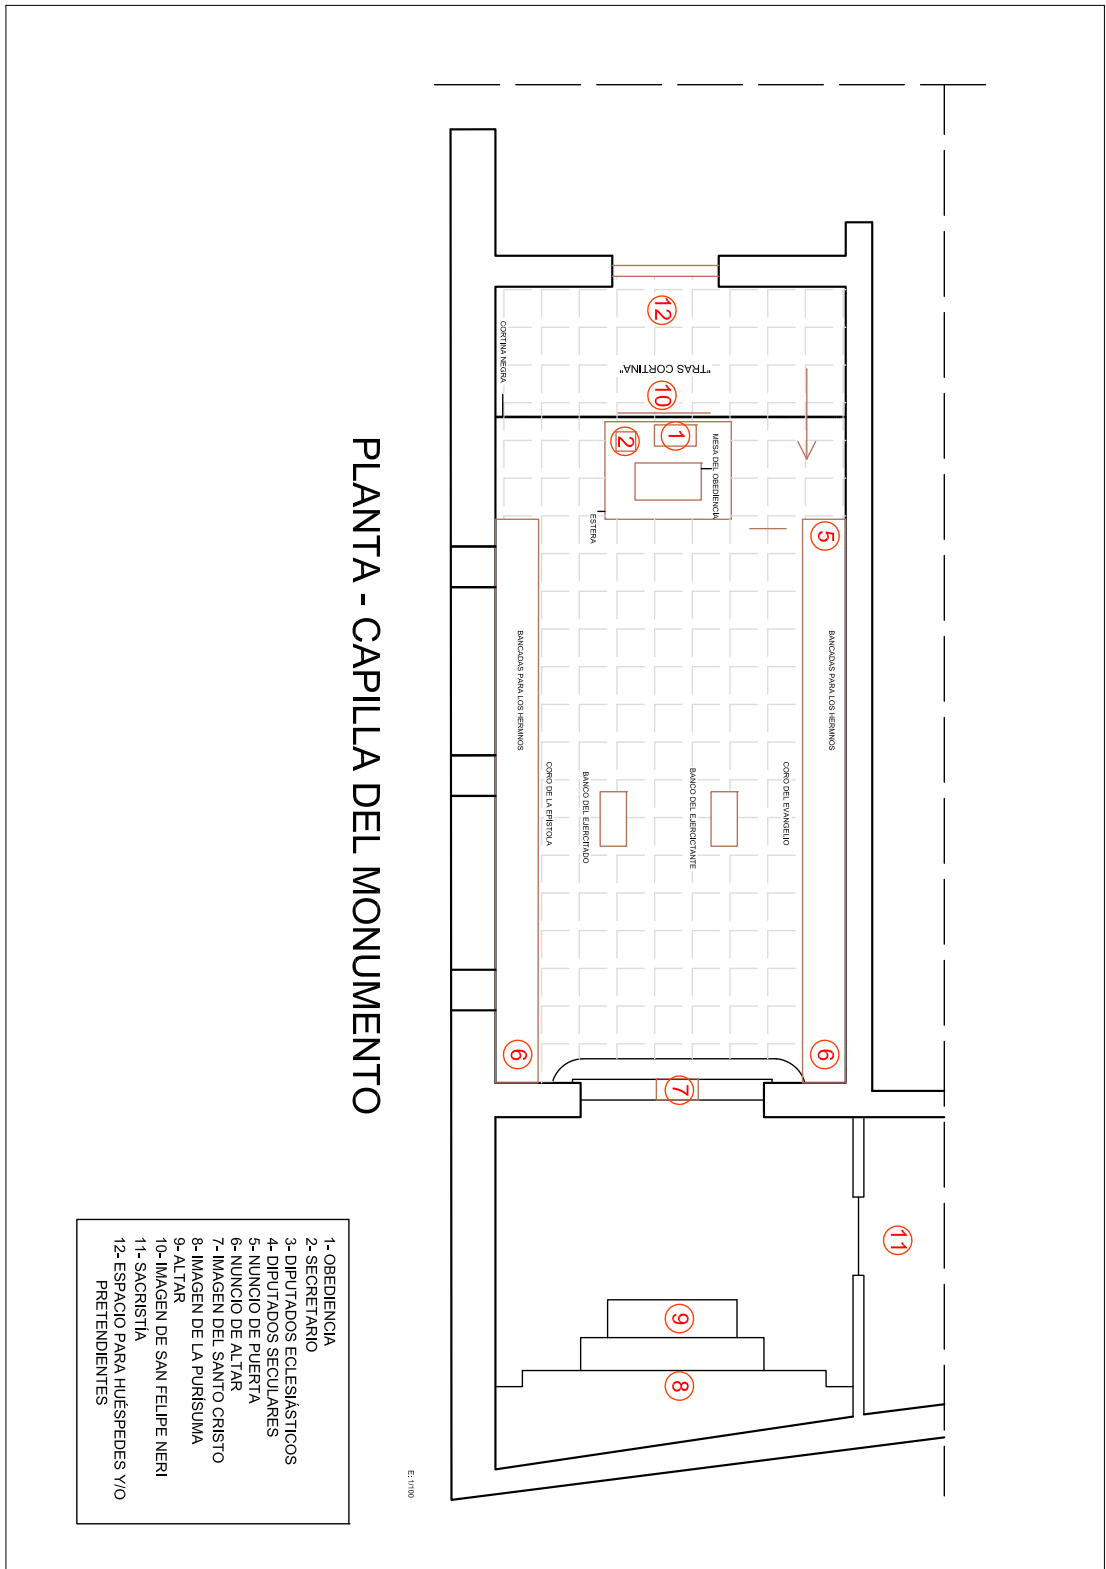 12
"TRAS CORTINA"
CORTINA NEGRA
10
1
2
MESA DEL OBEDIENCIA
ESTERA
5
BANCADAS PARA LOS HERMNOS
BANCADAS PARA LOS HERMNOS
CORO DEL EVANGELIO
BANCO DEL EJERCICTANTE
BANCO DEL EJERCITADO
CORO DE LA EPÍSTOLA
6
6
7
11
9
8
PLANTA - CAPILLA DEL MONUMENTO
1- OBEDIENCIA
2- SECRETARIO
3- DIPUTADOS ECLESIÁSTICOS
4- DIPUTADOS SECULARES
5- NUNCIO DE PUERTA
6- NUNCIO DE ALTAR
7- IMAGEN DEL SANTO CRISTO
8- IMAGEN DE LA PURÍSUMA
9- ALTAR
10- IMAGEN DE SAN FELIPE NERI
11- SACRISTÍA
12- ESPACIO PARA HUÉSPEDES Y/O
PRETENDIENTES
E: 1/100